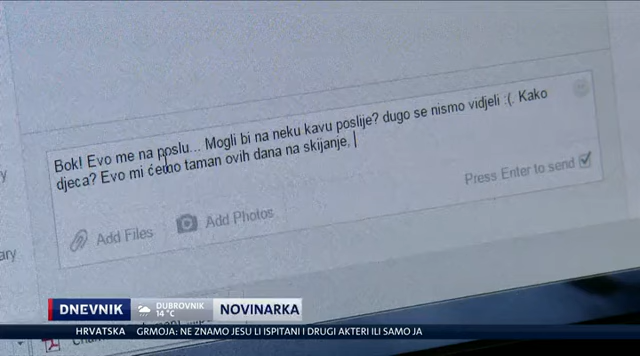 Bok! Evo me na poslu... Mogli bi na neku kavu poslije? dugo se nismo vidjeli :(. Kako
djeca? Evo mi ćemo taman ovih dana na skijanje.
Press Enter to send
Add Files Add Photos
ary
DNEVNIK DUBROVNIK 14°C NOVINARKA
HRVATSKA GRMOJA: NE ZNAMO JESU LI ISPITANI I DRUGI AKTERI ILI SAMO JA